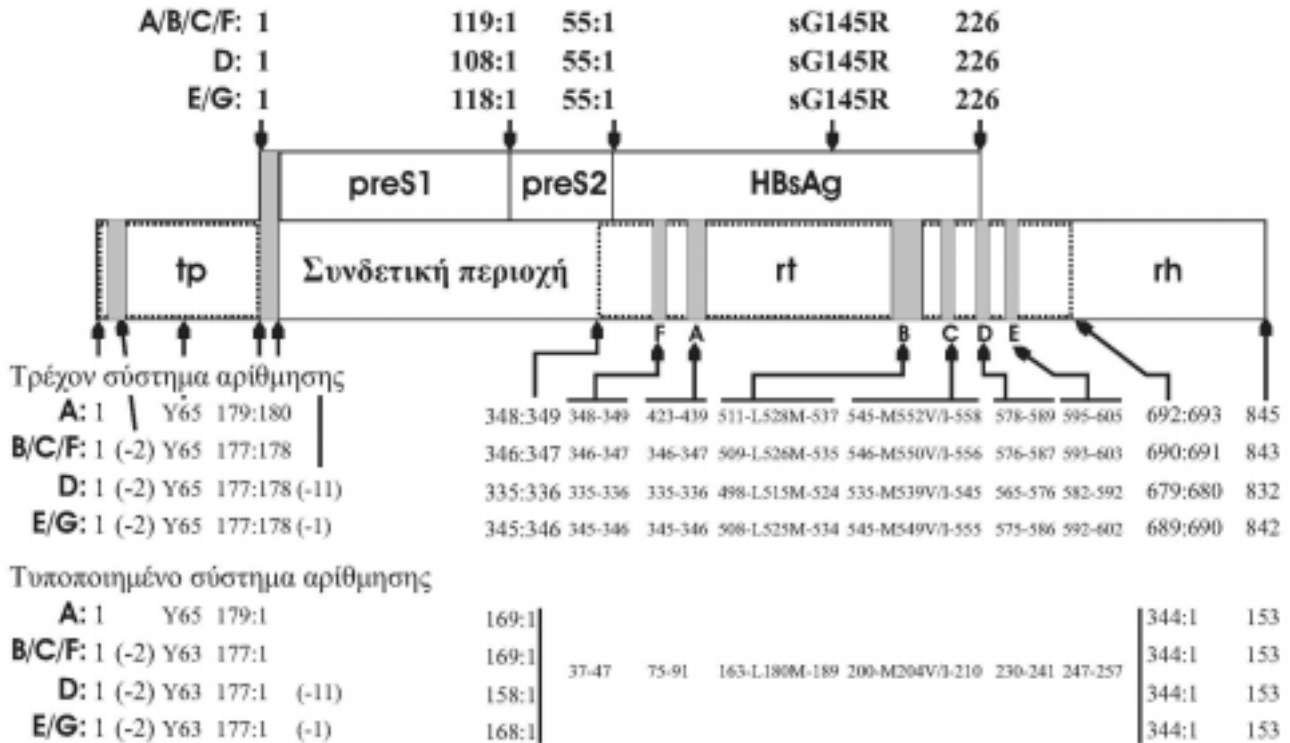 A/B/C/F: 1 119:1 55:1 sG145R 226
D: 1 108:1 55:1 sG145R 226
E/G: 1 118:1 55:1 sG145R 226
preS1 preS2 HBsAg
tp Συνδετική περιοχή rt rh
F A B C D E
Τρέχον σύστημα αρίθμησης
A: 1 Y65 179:180 348:349 348-349 423-439 511-L528M-537 545-M552V/I-558 578-589 595-605 692:693 845
B/C/F: 1 (-2) Y65 177:178 346:347 346-347 346-347 509-L526M-535 546-M550V/I-556 576-587 593-603 690:691 843
D: 1 (-2) Y65 177:178 (-11) 335:336 335-336 335-336 498-L515M-524 535-M539V/I-545 565-576 582-592 679:680 832
E/G: 1 (-2) Y65 177:178 (-1) 345:346 345-346 345-346 508-L525M-534 545-M549V/I-555 575-586 592-602 689:690 842
Τυποποιημένο σύστημα αρίθμησης
A: 1 Y65 179:1 169:1 344:1 153
B/C/F: 1 (-2) Y63 177:1 169:1 344:1 153
37-47 75-91 163-L180M-189 200-M204V/I-210 230-241 247-257
D: 1 (-2) Y63 177:1 (-11) 158:1 344:1 153
E/G: 1 (-2) Y63 177:1 (-1) 168:1 344:1 153